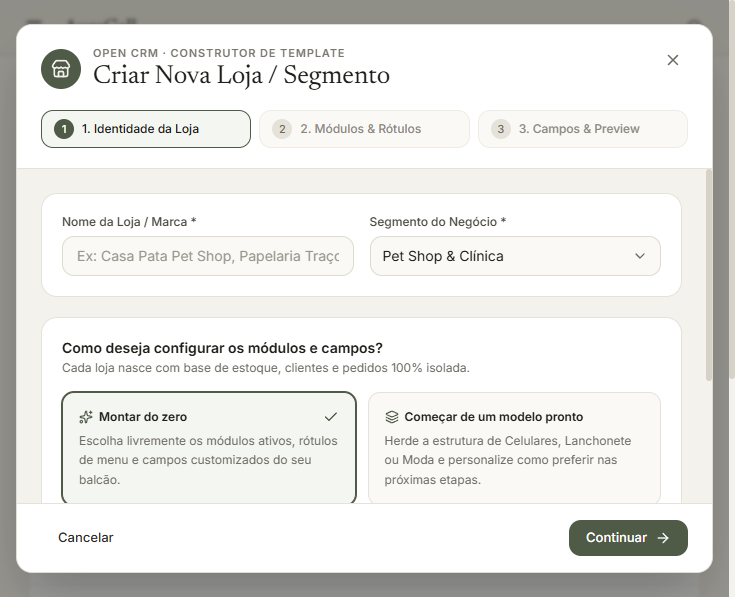 OPEN CRM · CONSTRUTOR DE TEMPLATE
Criar Nova Loja / Segmento
1 1. Identidade da Loja
2 2. Módulos & Rótulos
3 3. Campos & Preview
Nome da Loja / Marca *
Segmento do Negócio *
Ex: Casa Pata Pet Shop, Papelaria Traço
Pet Shop & Clínica
Como deseja configurar os módulos e campos?
Cada loja nasce com base de estoque, clientes e pedidos 100% isolada.
Montar do zero
Escolha livremente os módulos ativos, rótulos
de menu e campos customizados do seu
balcão.
Começar de um modelo pronto
Herde a estrutura de Celulares, Lanchonete
ou Moda e personalize como preferir nas
próximas etapas.
Cancelar
Continuar